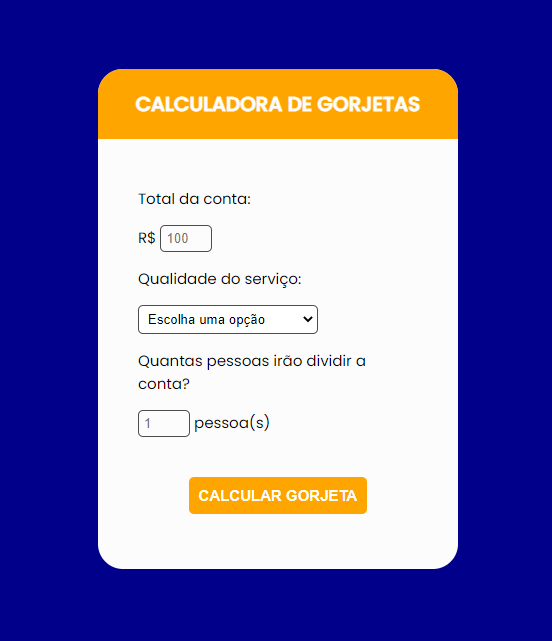 CALCULADORA DE GORJETAS
Total da conta:
R$ 100
Qualidade do serviço:
Escolha uma opção
Quantas pessoas irão dividir a
conta?
1 pessoa(s)
CALCULAR GORJETA